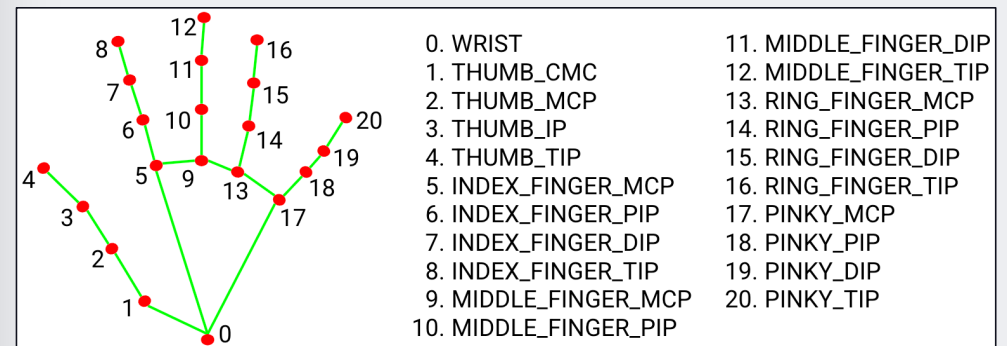 12
8
16
11
7
15
10
6
20
14
19
4
5
9
13
18
3
17
2
1
0
0. WRIST
1. THUMB_CMC
2. THUMB_MCP
3. THUMB_IP
4. THUMB_TIP
5. INDEX_FINGER_MCP
6. INDEX_FINGER_PIP
7. INDEX_FINGER_DIP
8. INDEX_FINGER_TIP
9. MIDDLE_FINGER_MCP
10. MIDDLE_FINGER_PIP
11. MIDDLE_FINGER_DIP
12. MIDDLE_FINGER_TIP
13. RING_FINGER_MCP
14. RING_FINGER_PIP
15. RING_FINGER_DIP
16. RING_FINGER_TIP
17. PINKY_MCP
18. PINKY_PIP
19. PINKY_DIP
20. PINKY_TIP